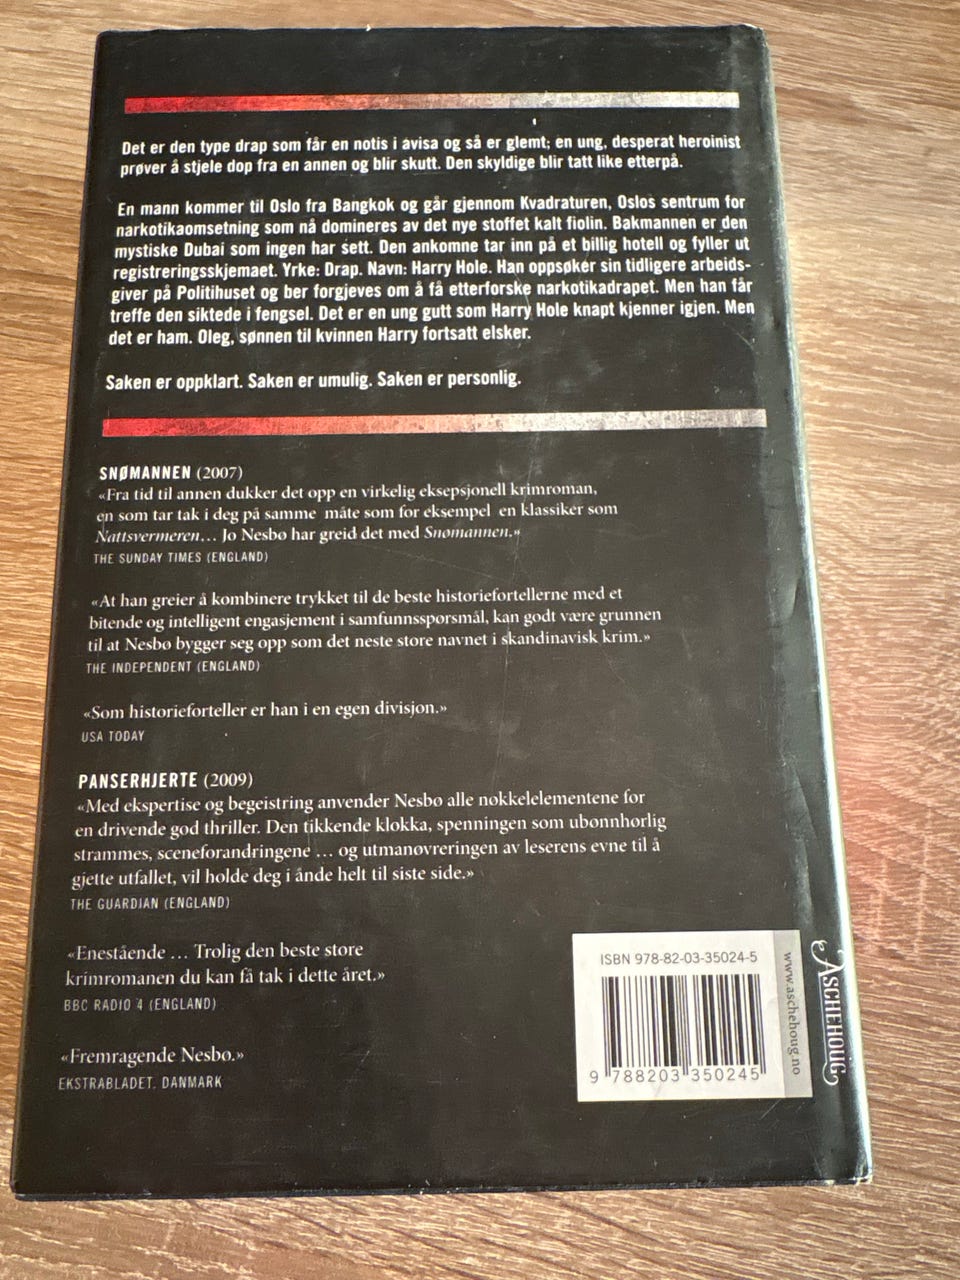 Det er den type drap som får en notis i avisa og så er glemt; en ung, desperat heroinist
prøver å stjele dop fra en annen og blir skutt. Den skyldige blir tatt like etterpå.
En mann kommer til Oslo fra Bangkok og går gjennom Kvadraturen, Oslos sentrum for
narkotikaomsetning som nå domineres av det nye stoffet kalt fiolin. Bakmannen er den
mystiske Dubai som ingen har sett. Den ankomne tar inn på et billig hotell og fyller ut
registreringsskjemaet. Yrke: Drap. Navn: Harry Hole. Han oppsøker sin tidligere arbeids-
giver på Politihuset og ber forgjeves om å få etterforske narkotikadrapet. Men han får
treffe den siktede i fengsel. Det er en ung gutt som Harry Hole knapt kjenner igjen. Men
det er ham. Oleg, sønnen til kvinnen Harry fortsatt elsker.
Saken er oppklart. Saken er umulig. Saken er personlig.
SNØMANNEN (2007)
«Fra tid til annen dukker det opp en virkelig eksepsjonell krimroman,
en som tar tak i deg på samme måte som for eksempel en klassiker som
Nattsvermeren... Jo Nesbø har greid det med Snømannen.»
THE SUNDAY TIMES (ENGLAND)
«At han greier å kombinere trykket til de beste historiefortellerne med et
bitende og intelligent engasjement i samfunnsspørsmål, kan godt være grunnen
til at Nesbø bygger seg opp som det neste store navnet i skandinavisk krim.»
THE INDEPENDENT (ENGLAND)
«Som historieforteller er han i en egen divisjon.»
USA TODAY
PANSERHJERTE (2009)
«Med ekspertise og begeistring anvender Nesbø alle nøkkelelementene for
en drivende god thriller. Den tikkende klokka, spenningen som ubønnhørlig
strammes, sceneforandringene ... og utmanøvreringen av leserens evne til å
gjette utfallet, vil holde deg i ånde helt til siste side.»
THE GUARDIAN (ENGLAND)
«Enestående ... Trolig den beste store
krimromanen du kan få tak i dette året.»
BBC RADIO 4 (ENGLAND)
«Fremragende Nesbø.»
EKSTRABLADET, DANMARK
ISBN 978-82-03-35024-5
9 788203 350245
www.aschehoug.no
ASCHEHOUG